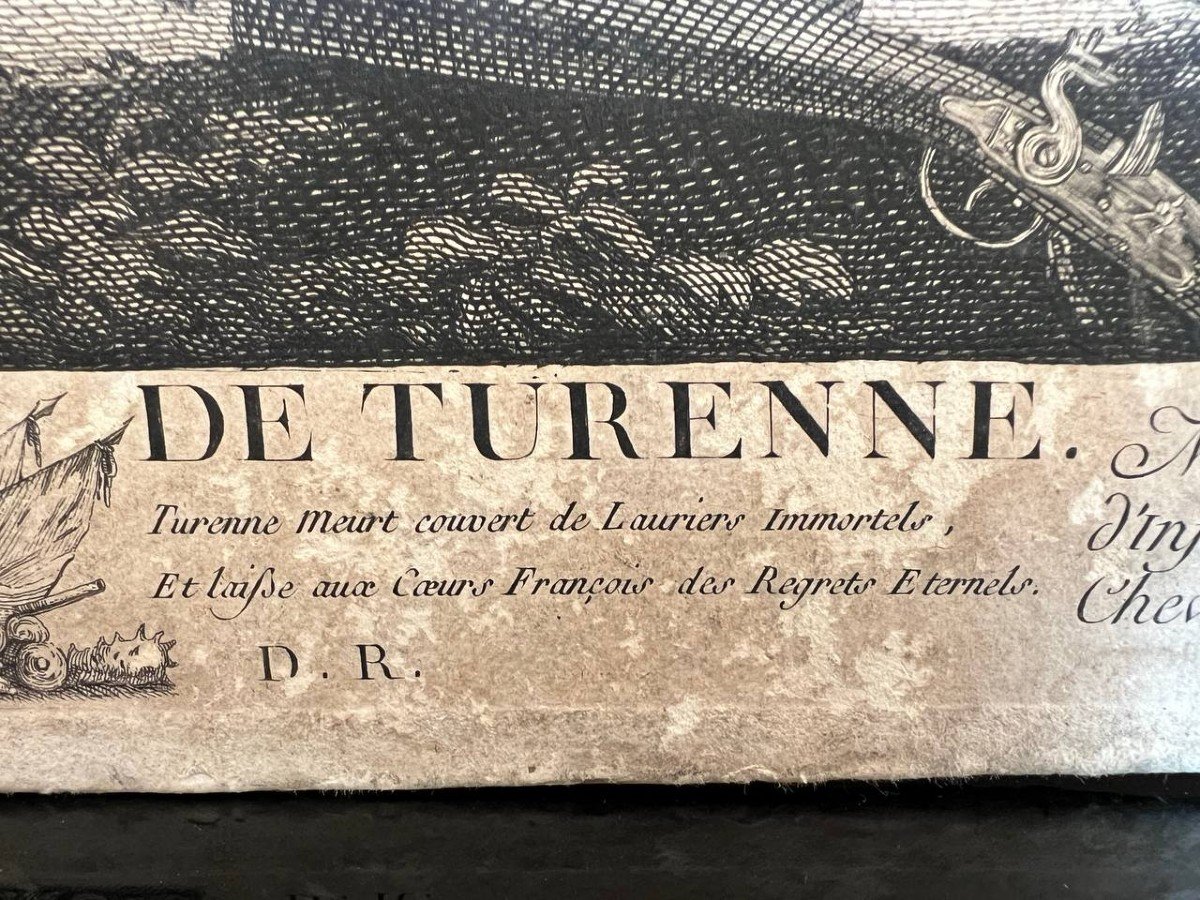 DE TURENNE.
Turenne Meurt couvert de Lauriers Immortels,
Et laiſse aux Cœurs François des Regrets Eternels.
D. R.